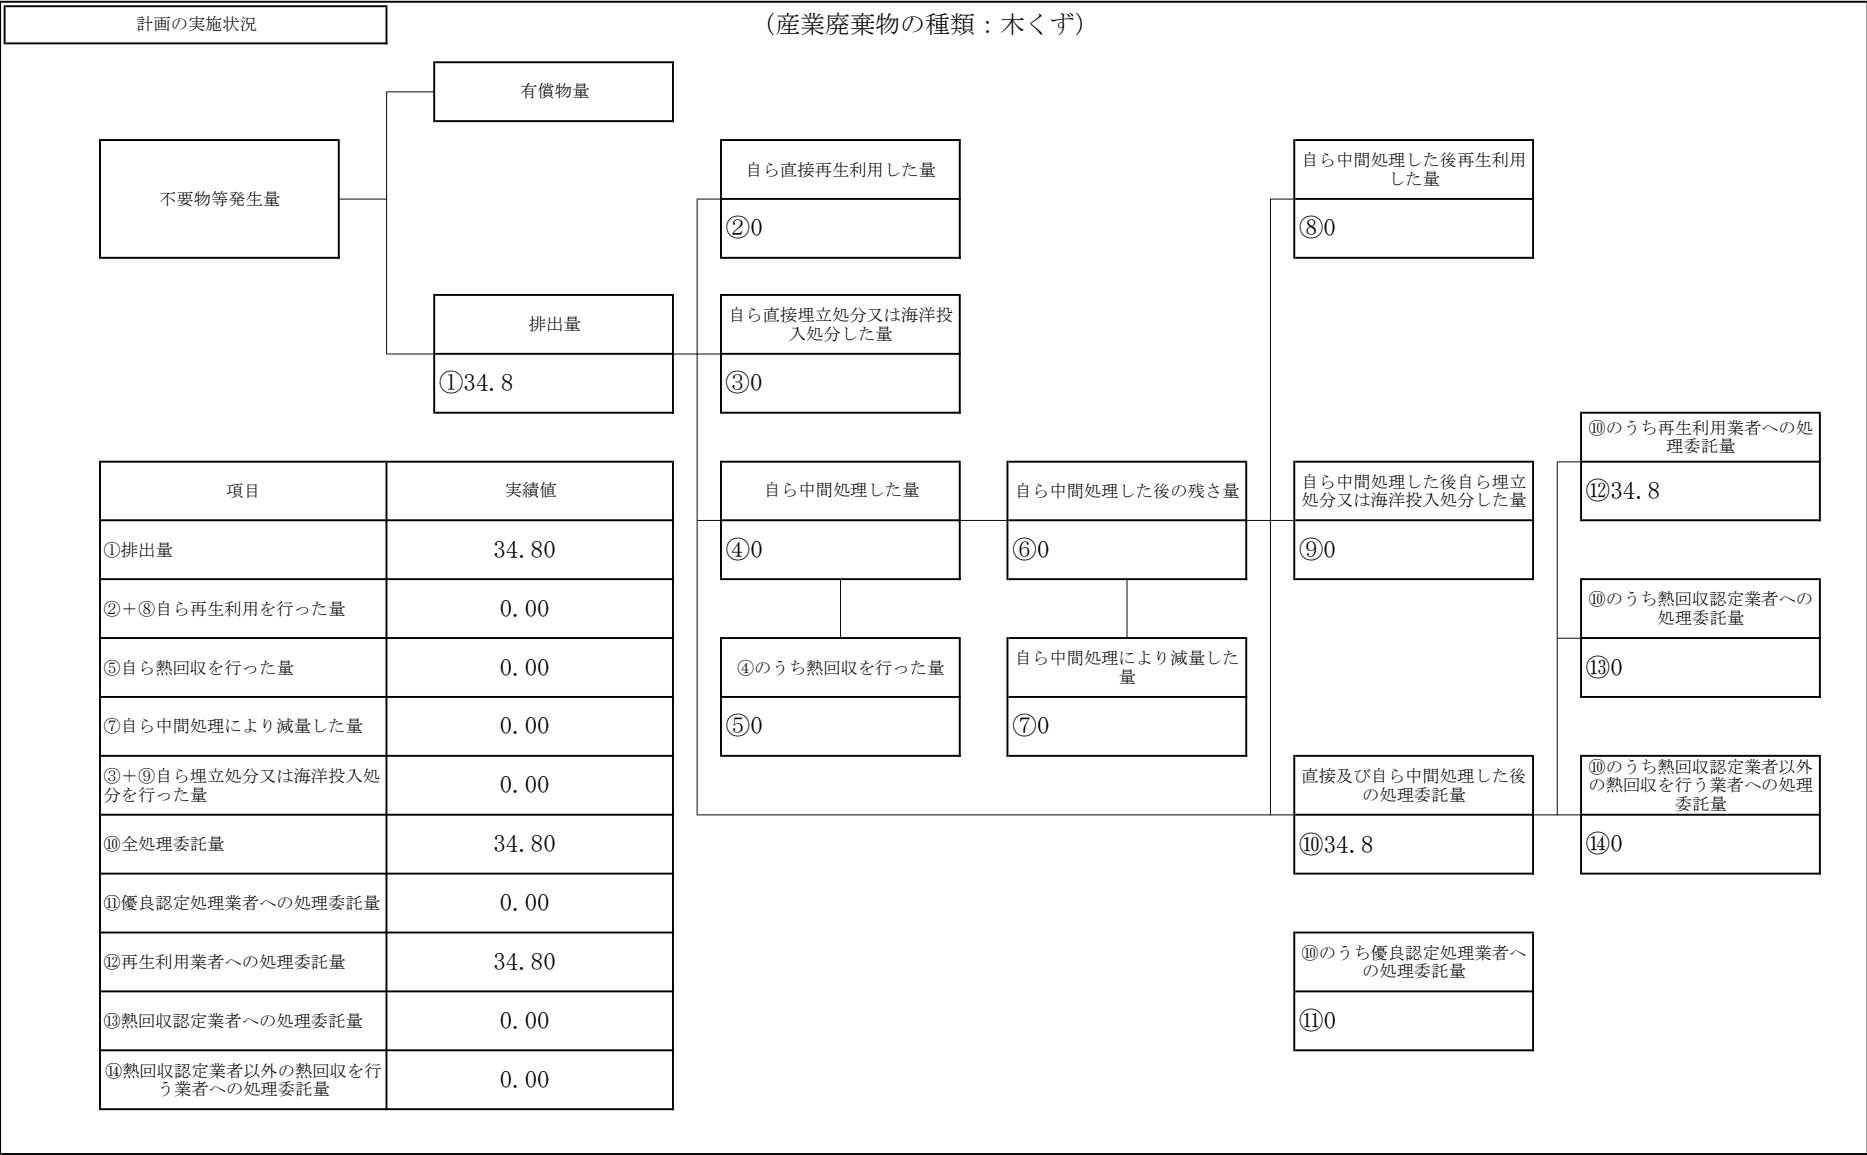 計画の実施状況
（産業廃棄物の種類：木くず）
有償物量
不要物等発生量
自ら直接再生利用した量
②0
自ら中間処理した後再生利用
した量
⑧0
排出量
①34.8
自ら直接埋立処分又は海洋投
入処分した量
③0
⑩のうち再生利用業者への処
理委託量
⑫34.8
自ら中間処理した量
④0
自ら中間処理した後の残さ量
⑥0
自ら中間処理した後自ら埋立
処分又は海洋投入処分した量
⑨0
⑩のうち熱回収認定業者への
処理委託量
⑬0
④のうち熱回収を行った量
⑤0
自ら中間処理により減量した
量
⑦0
直接及び自ら中間処理した後
の処理委託量
⑩34.8
⑩のうち熱回収認定業者以外
の熱回収を行う業者への処理
委託量
⑭0
⑩のうち優良認定処理業者へ
の処理委託量
⑪0
項目 実績値
①排出量 34.80
②＋⑧自ら再生利用を行った量 0.00
⑤自ら熱回収を行った量 0.00
⑦自ら中間処理により減量した量 0.00
③＋⑨自ら埋立処分又は海洋投入処
分を行った量 0.00
⑩全処理委託量 34.80
⑪優良認定処理業者への処理委託量 0.00
⑫再生利用業者への処理委託量 34.80
⑬熱回収認定業者への処理委託量 0.00
⑭熱回収認定業者以外の熱回収を行
う業者への処理委託量 0.00